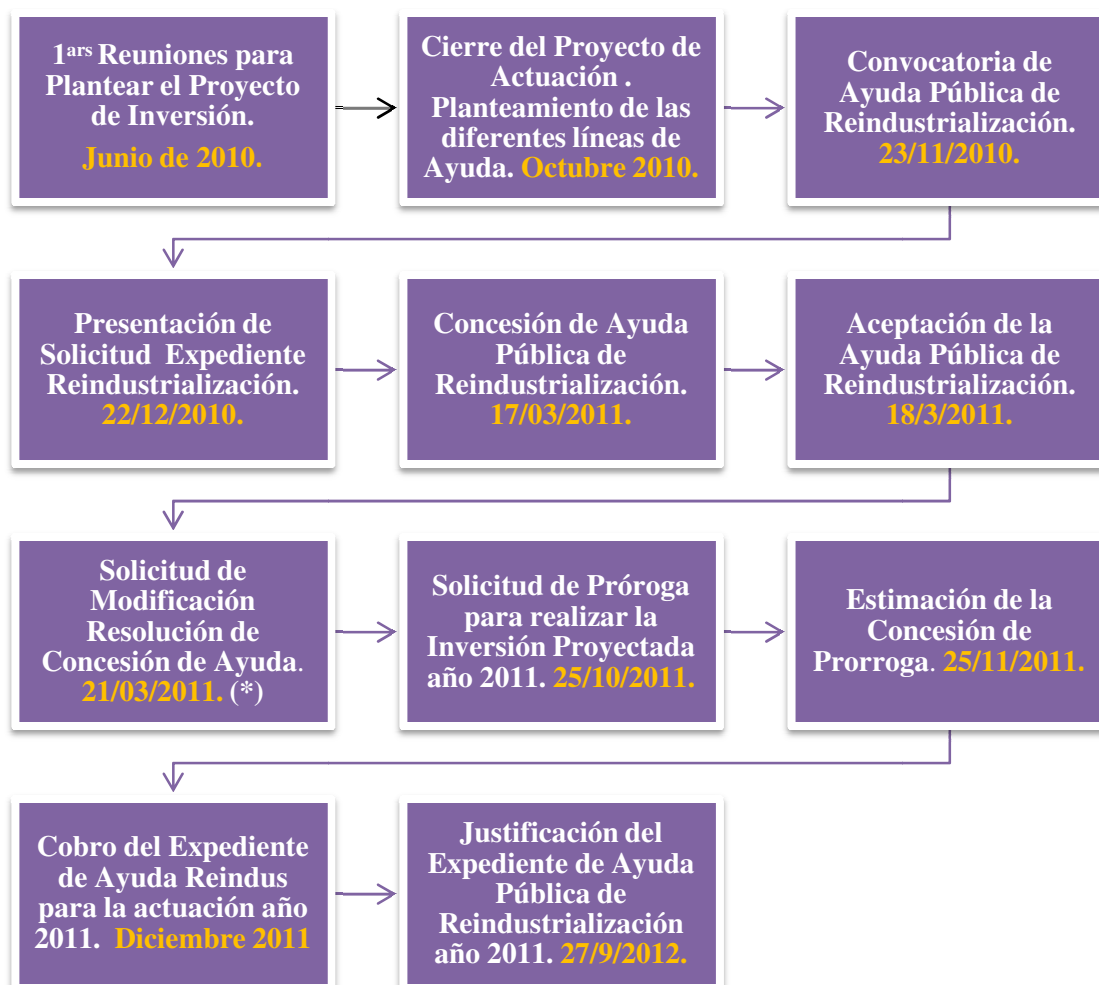 1ars Reuniones para
Plantear el Proyecto
de Inversión.
Junio de 2010.
Cierre del Proyecto de
Actuación .
Planteamiento de las
diferentes líneas de
Ayuda. Octubre 2010.
Convocatoria de
Ayuda Pública de
Reindustrialización.
23/11/2010.
Presentación de
Solicitud Expediente
Reindustrialización.
22/12/2010.
Concesión de Ayuda
Pública de
Reindustrialización.
17/03/2011.
Aceptación de la
Ayuda Pública de
Reindustrialización.
18/3/2011.
Solicitud de
Modificación
Resolución de
Concesión de Ayuda.
21/03/2011. (*)
Solicitud de Próroga
para realizar la
Inversión Proyectada
año 2011. 25/10/2011.
Estimación de la
Concesión de
Prorroga. 25/11/2011.
Cobro del Expediente
de Ayuda Reindus
para la actuación año
2011. Diciembre 2011
Justificación del
Expediente de Ayuda
Pública de
Reindustrialización
año 2011. 27/9/2012.